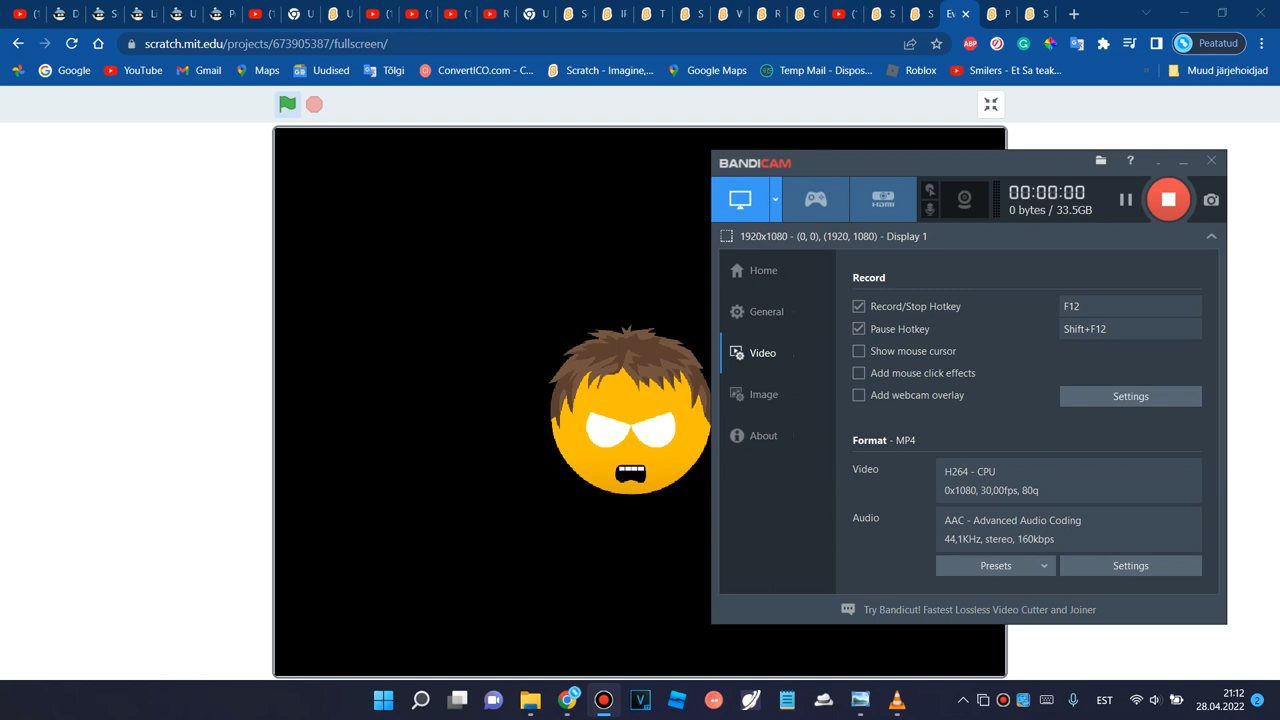 scratch.mit.edu/projects/673905387/fullscreen/
Peatatud
Google
YouTube
Gmail
Maps
Uudised
Tõlgi
ConvertICO.com - C...
Scratch - Imagine,...
Google Maps
Temp Mail - Dispos...
Roblox
Smilers - Et Sa teak...
Muud järjehoidjad
BANDICAM
00:00:00
0 bytes / 33.5GB
1920x1080 - (0, 0), (1920, 1080) - Display 1
Home
General
Video
Image
About
Record
Record/Stop Hotkey
F12
Pause Hotkey
Shift+F12
Show mouse cursor
Add mouse click effects
Add webcam overlay
Settings
Format - MP4
Video
H264 - CPU
0x1080, 30,00fps, 80q
Audio
AAC - Advanced Audio Coding
44,1KHz, stereo, 160kbps
Presets
Settings
Try Bandicut! Fastest Lossless Video Cutter and Joiner
EST
21:12
28.04.2022
2